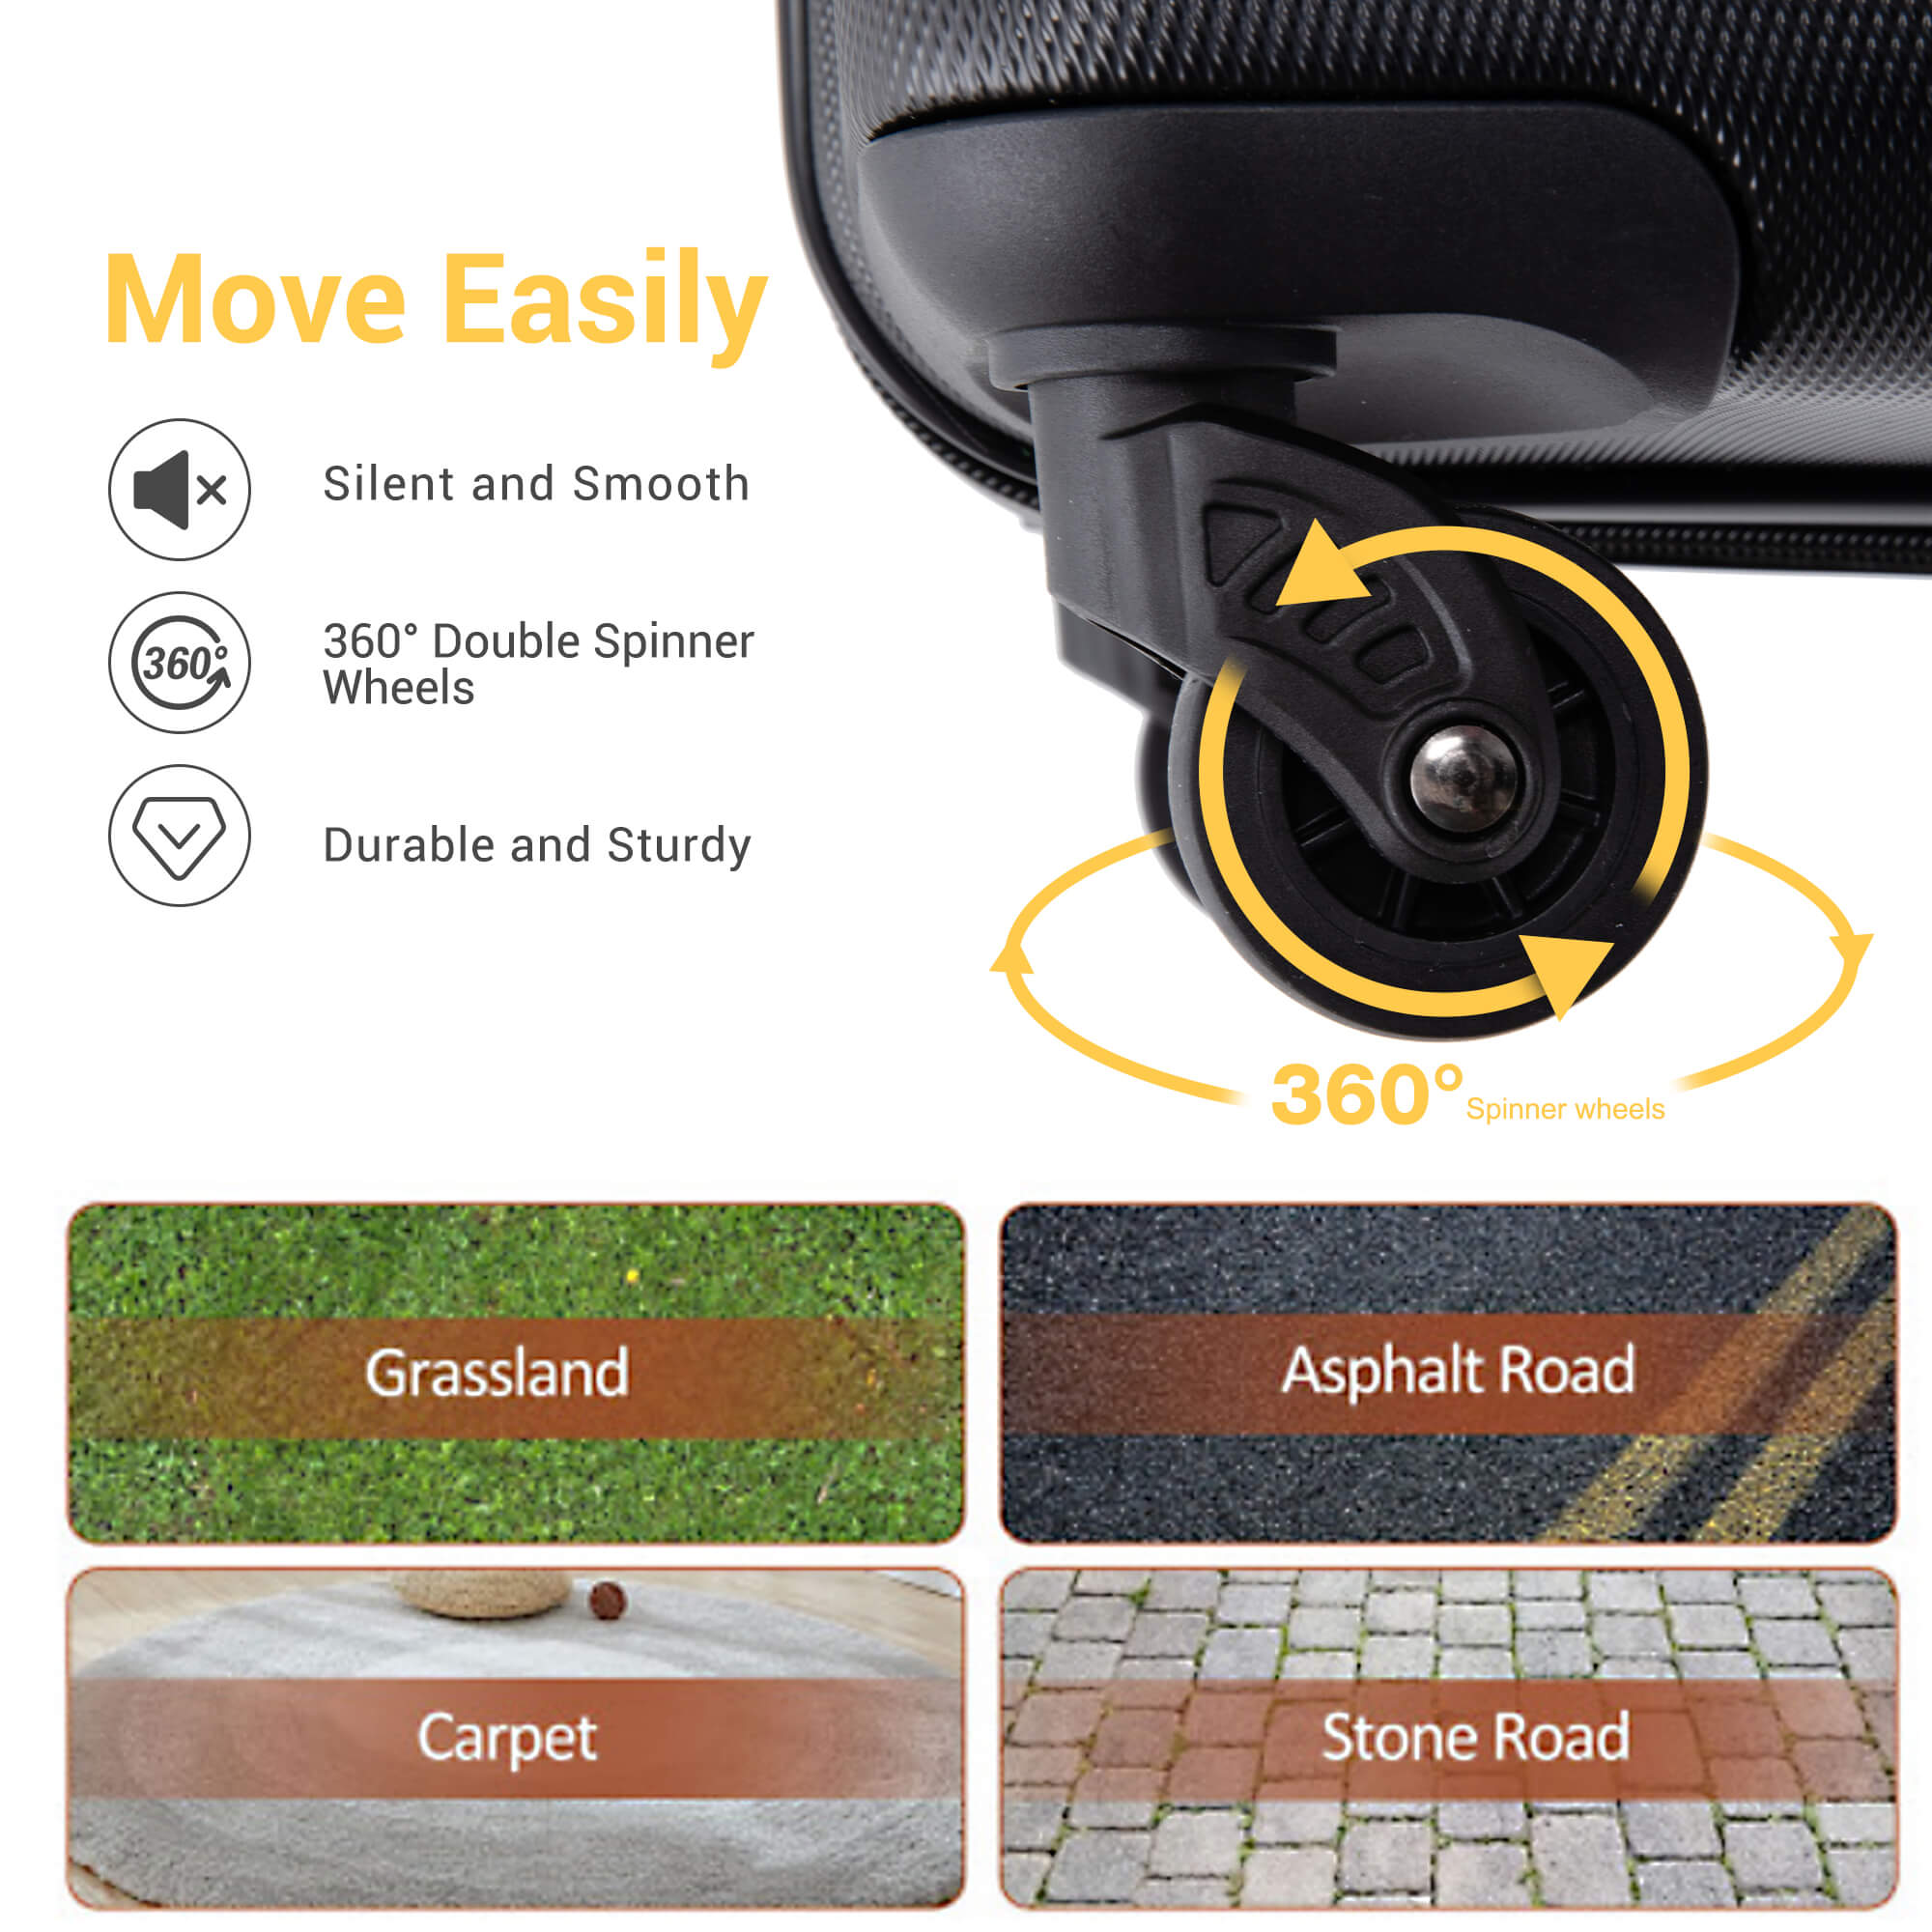 Move Easily
Silent and Smooth
360°
360° Double Spinner
Wheels
Durable and Sturdy
360° Spinner wheels
Grassland
Asphalt Road
Carpet
Stone Road